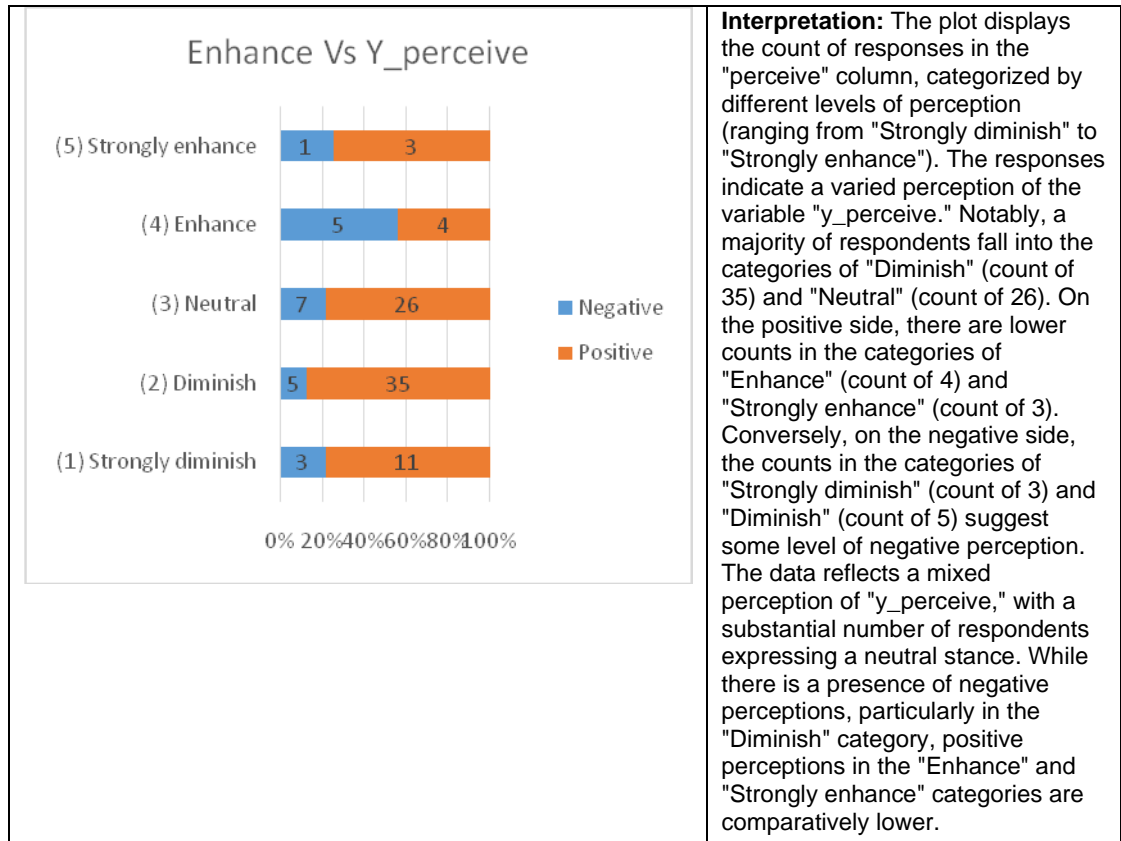 Enhance Vs Y_perceive
(5) Strongly enhance 1 3
(4) Enhance 5 4
(3) Neutral 7 26
(2) Diminish 5 35
(1) Strongly diminish 3 11
0% 20% 40% 60% 80% 100%
Negative
Positive
Interpretation: The plot displays
the count of responses in the
"perceive" column, categorized by
different levels of perception
(ranging from "Strongly diminish" to
"Strongly enhance"). The responses
indicate a varied perception of the
variable "y_perceive." Notably, a
majority of respondents fall into the
categories of "Diminish" (count of
35) and "Neutral" (count of 26). On
the positive side, there are lower
counts in the categories of
"Enhance" (count of 4) and
"Strongly enhance" (count of 3).
Conversely, on the negative side,
the counts in the categories of
"Strongly diminish" (count of 3) and
"Diminish" (count of 5) suggest
some level of negative perception.
The data reflects a mixed
perception of "y_perceive," with a
substantial number of respondents
expressing a neutral stance. While
there is a presence of negative
perceptions, particularly in the
"Diminish" category, positive
perceptions in the "Enhance" and
"Strongly enhance" categories are
comparatively lower.